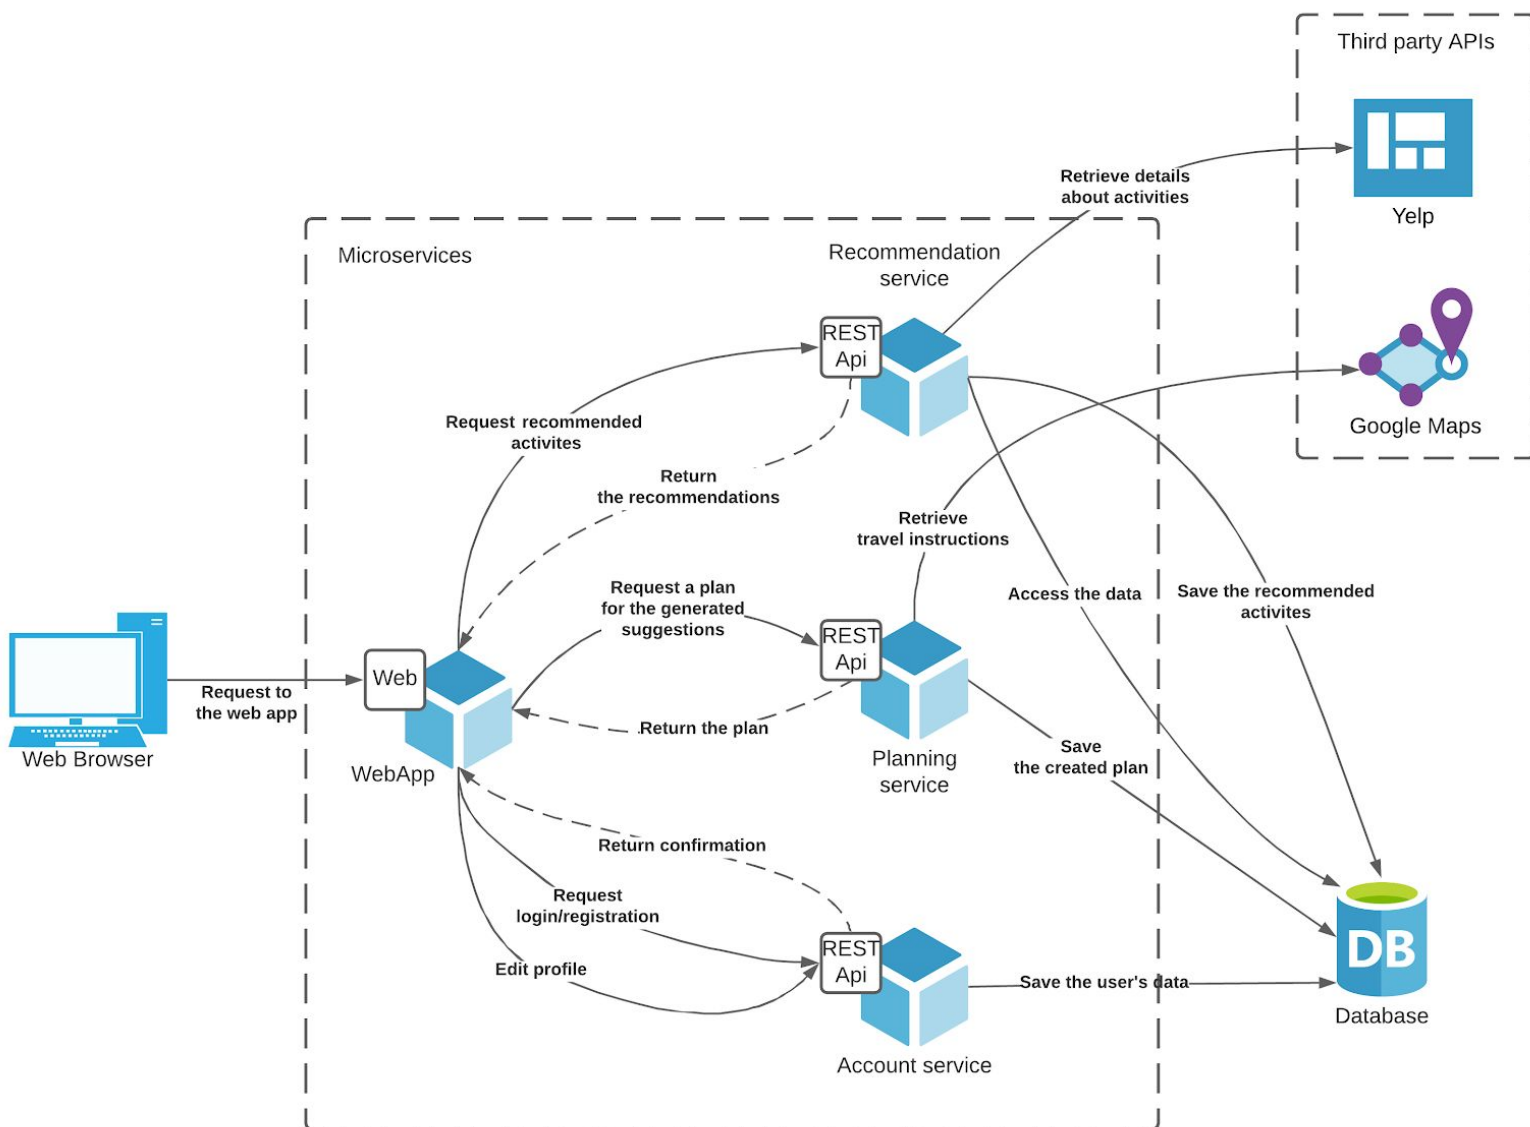 Third party APIs
Yelp
Google Maps
Retrieve details
about activities
Microservices
Recommendation
service
REST
Api
Request recommended
activites
Return
the recommendations
Retrieve
travel instructions
Access the data
Save the recommended
activites
Request a plan
for the generated
suggestions
REST
Api
Web
Request to
the web app
Web Browser
WebApp
Return the plan
Planning
service
Save
the created plan
Return confirmation
Request
login/registration
Edit profile
REST
Api
Account service
Save the user's data
DB
Database